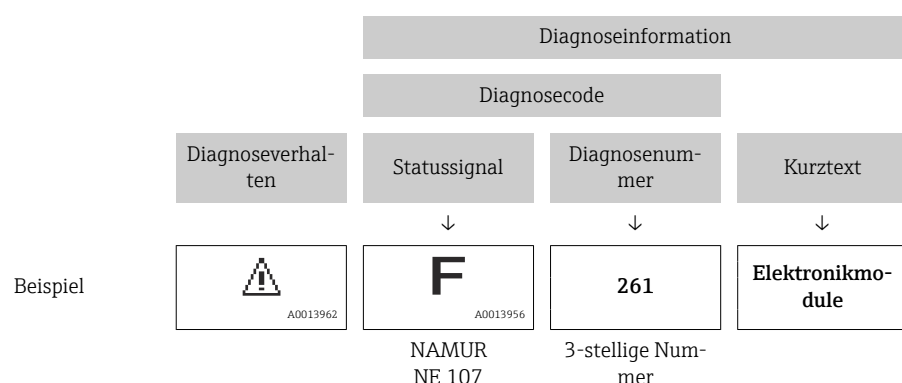 Diagnoseinformation
Diagnosecode
Diagnoseverhal-
ten
Statussignal
Diagnosenum-
mer
Kurztext
↓ ↓ ↓
Beispiel
A0013962
F
A0013956
261
Elektronikmo-
dule
NAMUR
NE 107
3-stellige Num-
mer